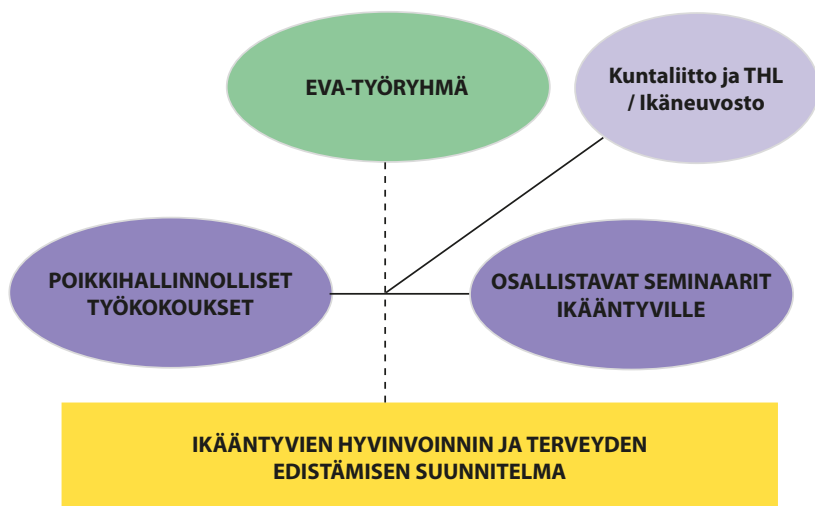 EVA-TYÖRYHMÄ
Kuntaliitto ja THL
/ Ikäneuvosto
POIKKIHALLINNOLLISET
TYÖKOKOUKSET
OSALLISTAVAT SEMINAARIT
IKÄÄNTYVILLE
IKÄÄNTYVIEN HYVINVOINNIN JA TERVEYDEN
EDISTÄMISEN SUUNNITELMA